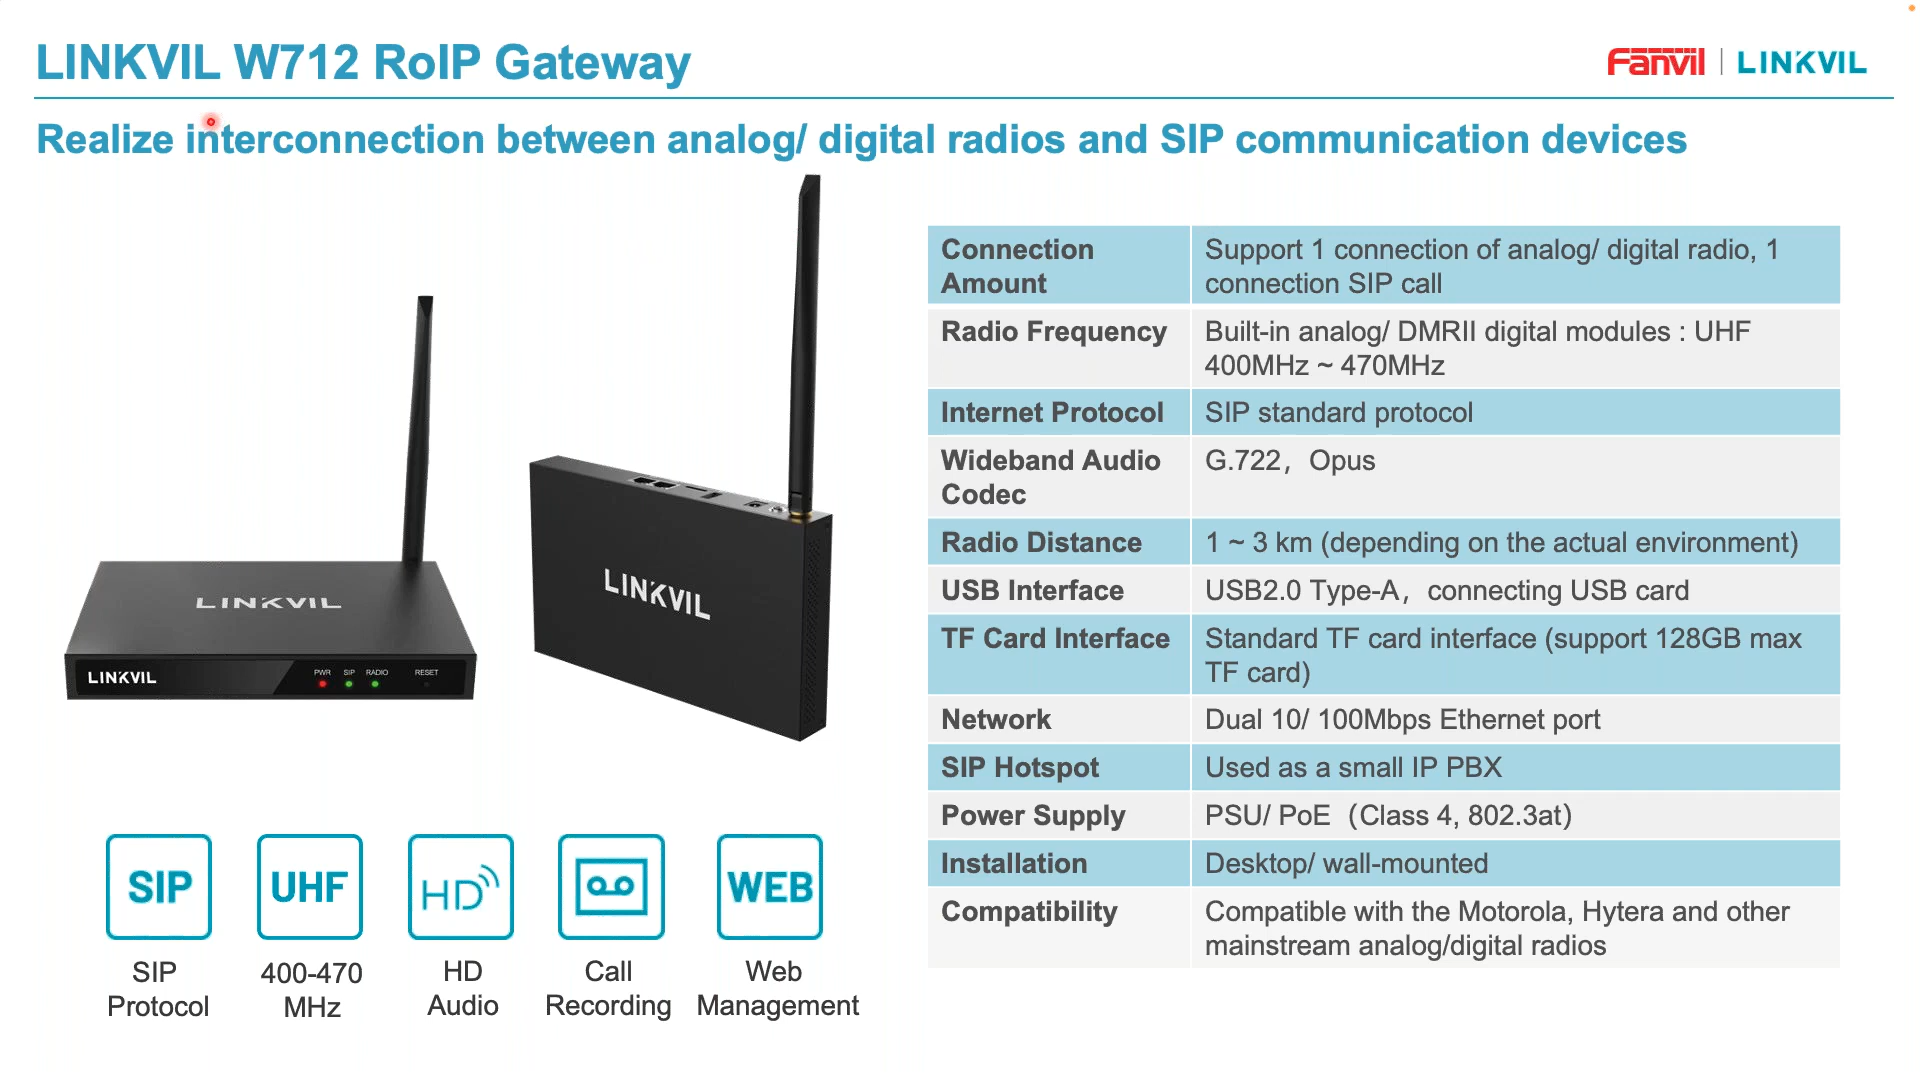 LINKVIL W712 RoIP Gateway
Fanvil | LINKVIL
Realize interconnection between analog/ digital radios and SIP communication devices
LINKVIL
LINKVIL
PWR SIP RADIO RESET
LINKVIL
SIP
UHF
HD
WEB
SIP
Protocol
400-470
MHz
HD
Audio
Call
Recording
Web
Management
Connection
Amount
Support 1 connection of analog/ digital radio, 1
connection SIP call
Radio Frequency
Built-in analog/ DMRII digital modules : UHF
400MHz ~ 470MHz
Internet Protocol
SIP standard protocol
Wideband Audio
Codec
G.722，Opus
Radio Distance
1 ~ 3 km (depending on the actual environment)
USB Interface
USB2.0 Type-A，connecting USB card
TF Card Interface
Standard TF card interface (support 128GB max
TF card)
Network
Dual 10/ 100Mbps Ethernet port
SIP Hotspot
Used as a small IP PBX
Power Supply
PSU/ PoE（Class 4, 802.3at）
Installation
Desktop/ wall-mounted
Compatibility
Compatible with the Motorola, Hytera and other
mainstream analog/digital radios